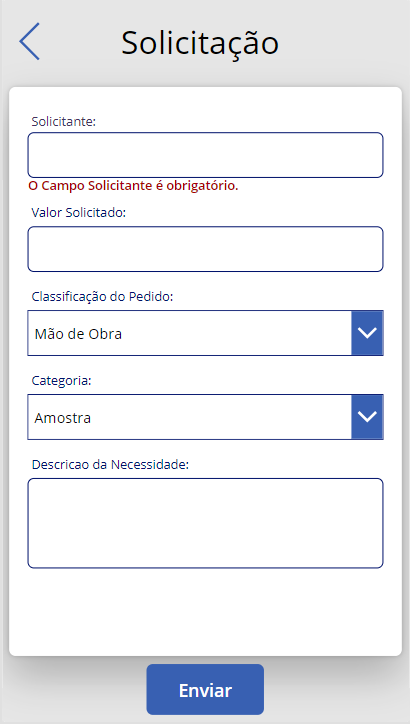 Solicitação
Solicitante:
O Campo Solicitante é obrigatório.
Valor Solicitado:
Classificação do Pedido:
Mão de Obra
Categoria:
Amostra
Descricao da Necessidade:
Enviar